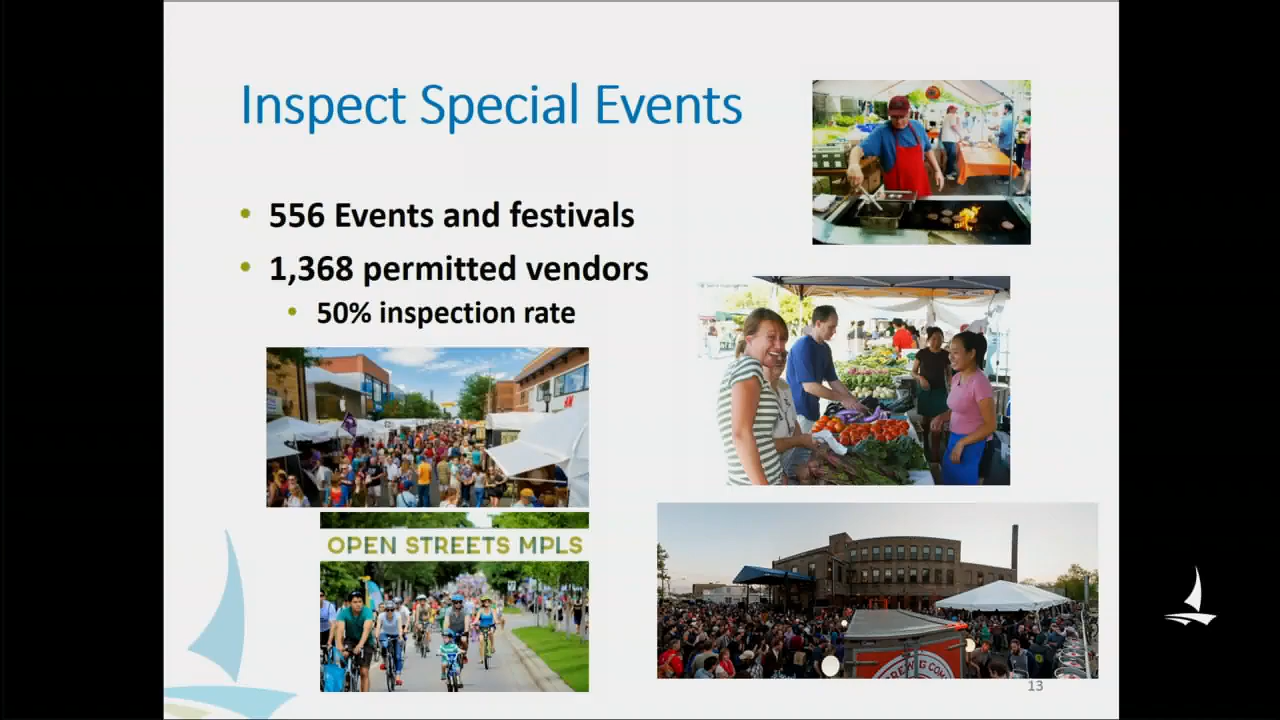 Inspect Special Events
• 556 Events and festivals
• 1,368 permitted vendors
• 50% inspection rate
H&M
OPEN STREETS MPLS
13